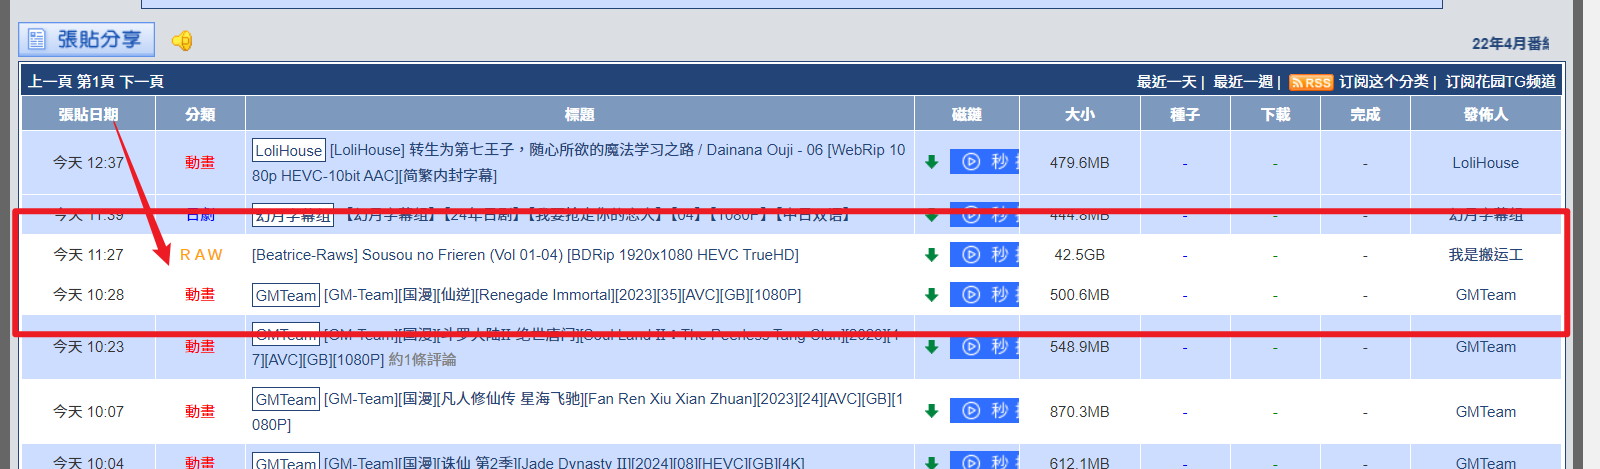 張貼分享
22年4月番組
上一頁 第1頁 下一頁
最近一天 | 最近一週 | RSS 订阅这个分类 | 订阅花园TG频道
張貼日期 分類 標題 磁鏈 大小 種子 下載 完成 發佈人
今天 12:37 動畫 LoliHouse [LoliHouse] 转生为第七王子，随心所欲的魔法学习之路 / Dainana Ouji - 06 [WebRip 10 秒 479.6MB - - - LoliHouse
80p HEVC-10bit AAC][简繁内封字幕]
今天 11:39 日劇 幻月字幕组 【幻月字幕组】【24年日剧】【我要抢走你的恋人】【04】【1080P】【中日双语】 秒 444.8MB - - - 幻月字幕组
今天 11:27 RAW [Beatrice-Raws] Sousou no Frieren (Vol 01-04) [BDRip 1920x1080 HEVC TrueHD] 秒 42.5GB - - - 我是搬运工
今天 10:28 動畫 GMTeam [GM-Team][国漫][仙逆][Renegade Immortal][2023][35][AVC][GB][1080P] 秒 500.6MB - - - GMTeam
今天 10:23 動畫 GMTeam [GM-Team][国漫][斗罗大陆Ⅱ 绝世唐门][Soul Land Ⅱ：The Peerless Tang Clan][2023][4 秒 548.9MB - - - GMTeam
7][AVC][GB][1080P] 約1條評論
今天 10:07 動畫 GMTeam [GM-Team][国漫][凡人修仙传 星海飞驰][Fan Ren Xiu Xian Zhuan][2023][24][AVC][GB][1 秒 870.3MB - - - GMTeam
080P]
今天 10:04 動畫 GMTeam [GM-Team][国漫][诛仙 第2季][Jade Dynasty Ⅱ][2024][08][HEVC][GB][4K] 秒 612.1MB - - - GMTeam